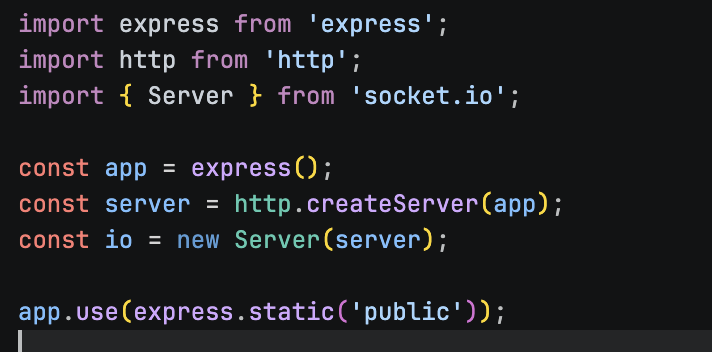 import express from 'express';
import http from 'http';
import { Server } from 'socket.io';
const app = express();
const server = http.createServer(app);
const io = new Server(server);
app.use(express.static('public'));